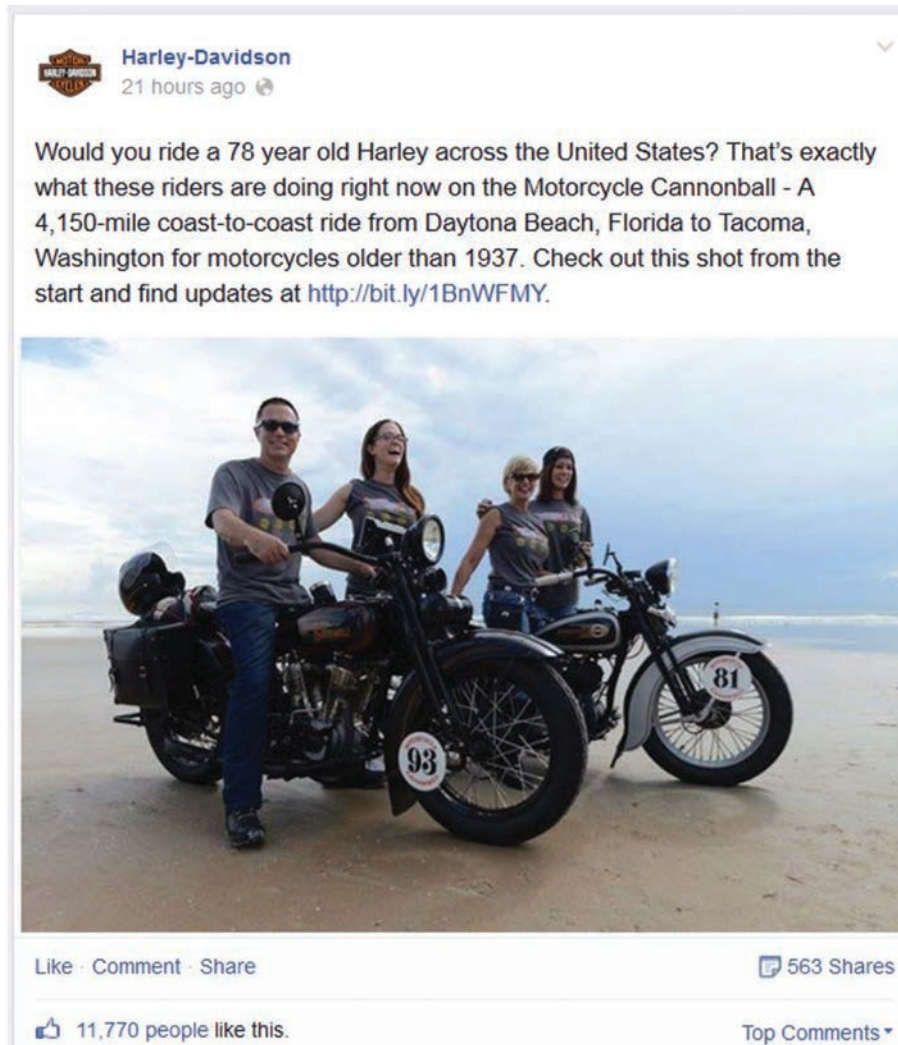 MOTOR
HARLEY-DAVIDSON
CYCLES
Harley-Davidson
21 hours ago
Would you ride a 78 year old Harley across the United States? That's exactly
what these riders are doing right now on the Motorcycle Cannonball - A
4,150-mile coast-to-coast ride from Daytona Beach, Florida to Tacoma,
Washington for motorcycles older than 1937. Check out this shot from the
start and find updates at http://bit.ly/1BnWFMY.
81
93
Like · Comment · Share
563 Shares
11,770 people like this.
Top Comments